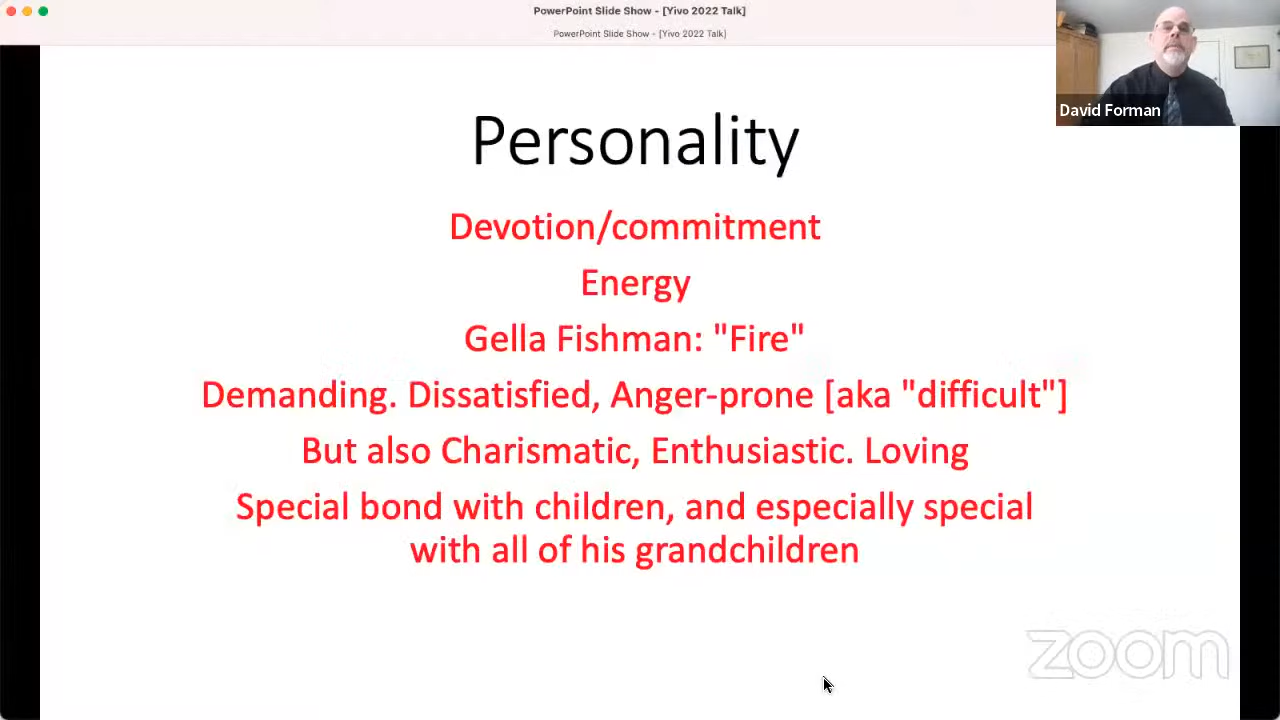 PowerPoint Slide Show - [Yivo 2022 Talk]
PowerPoint Slide Show - [Yivo 2022 Talk]
David Forman
Personality
Devotion/commitment
Energy
Gella Fishman: "Fire"
Demanding. Dissatisfied, Anger-prone [aka "difficult"]
But also Charismatic, Enthusiastic. Loving
Special bond with children, and especially special
with all of his grandchildren
zoom